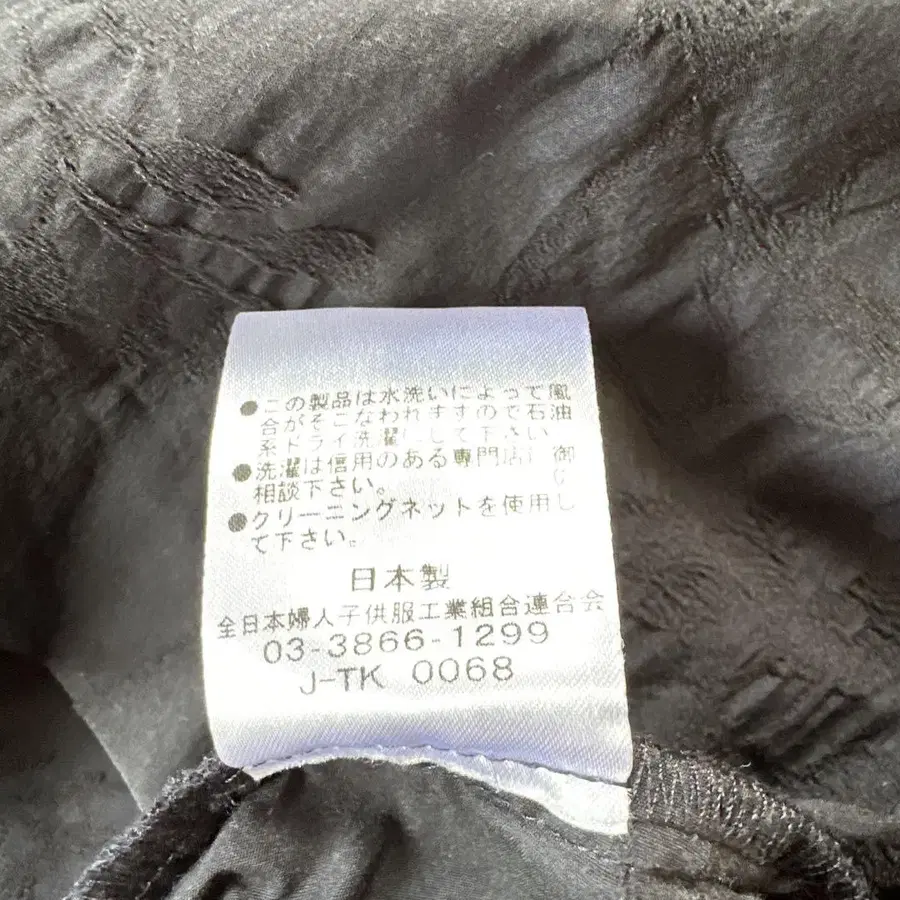 ●この製品は水洗いによって風
合がそこなわれますので石油
系ドライ洗濯にして下さい
●洗濯は信用のある専門店に御
相談下さい。
●クリーニングネットを使用し
て下さい。
日本製
全日本婦人子供服工業組合連合会
03-3866-1299
J-TK 0068